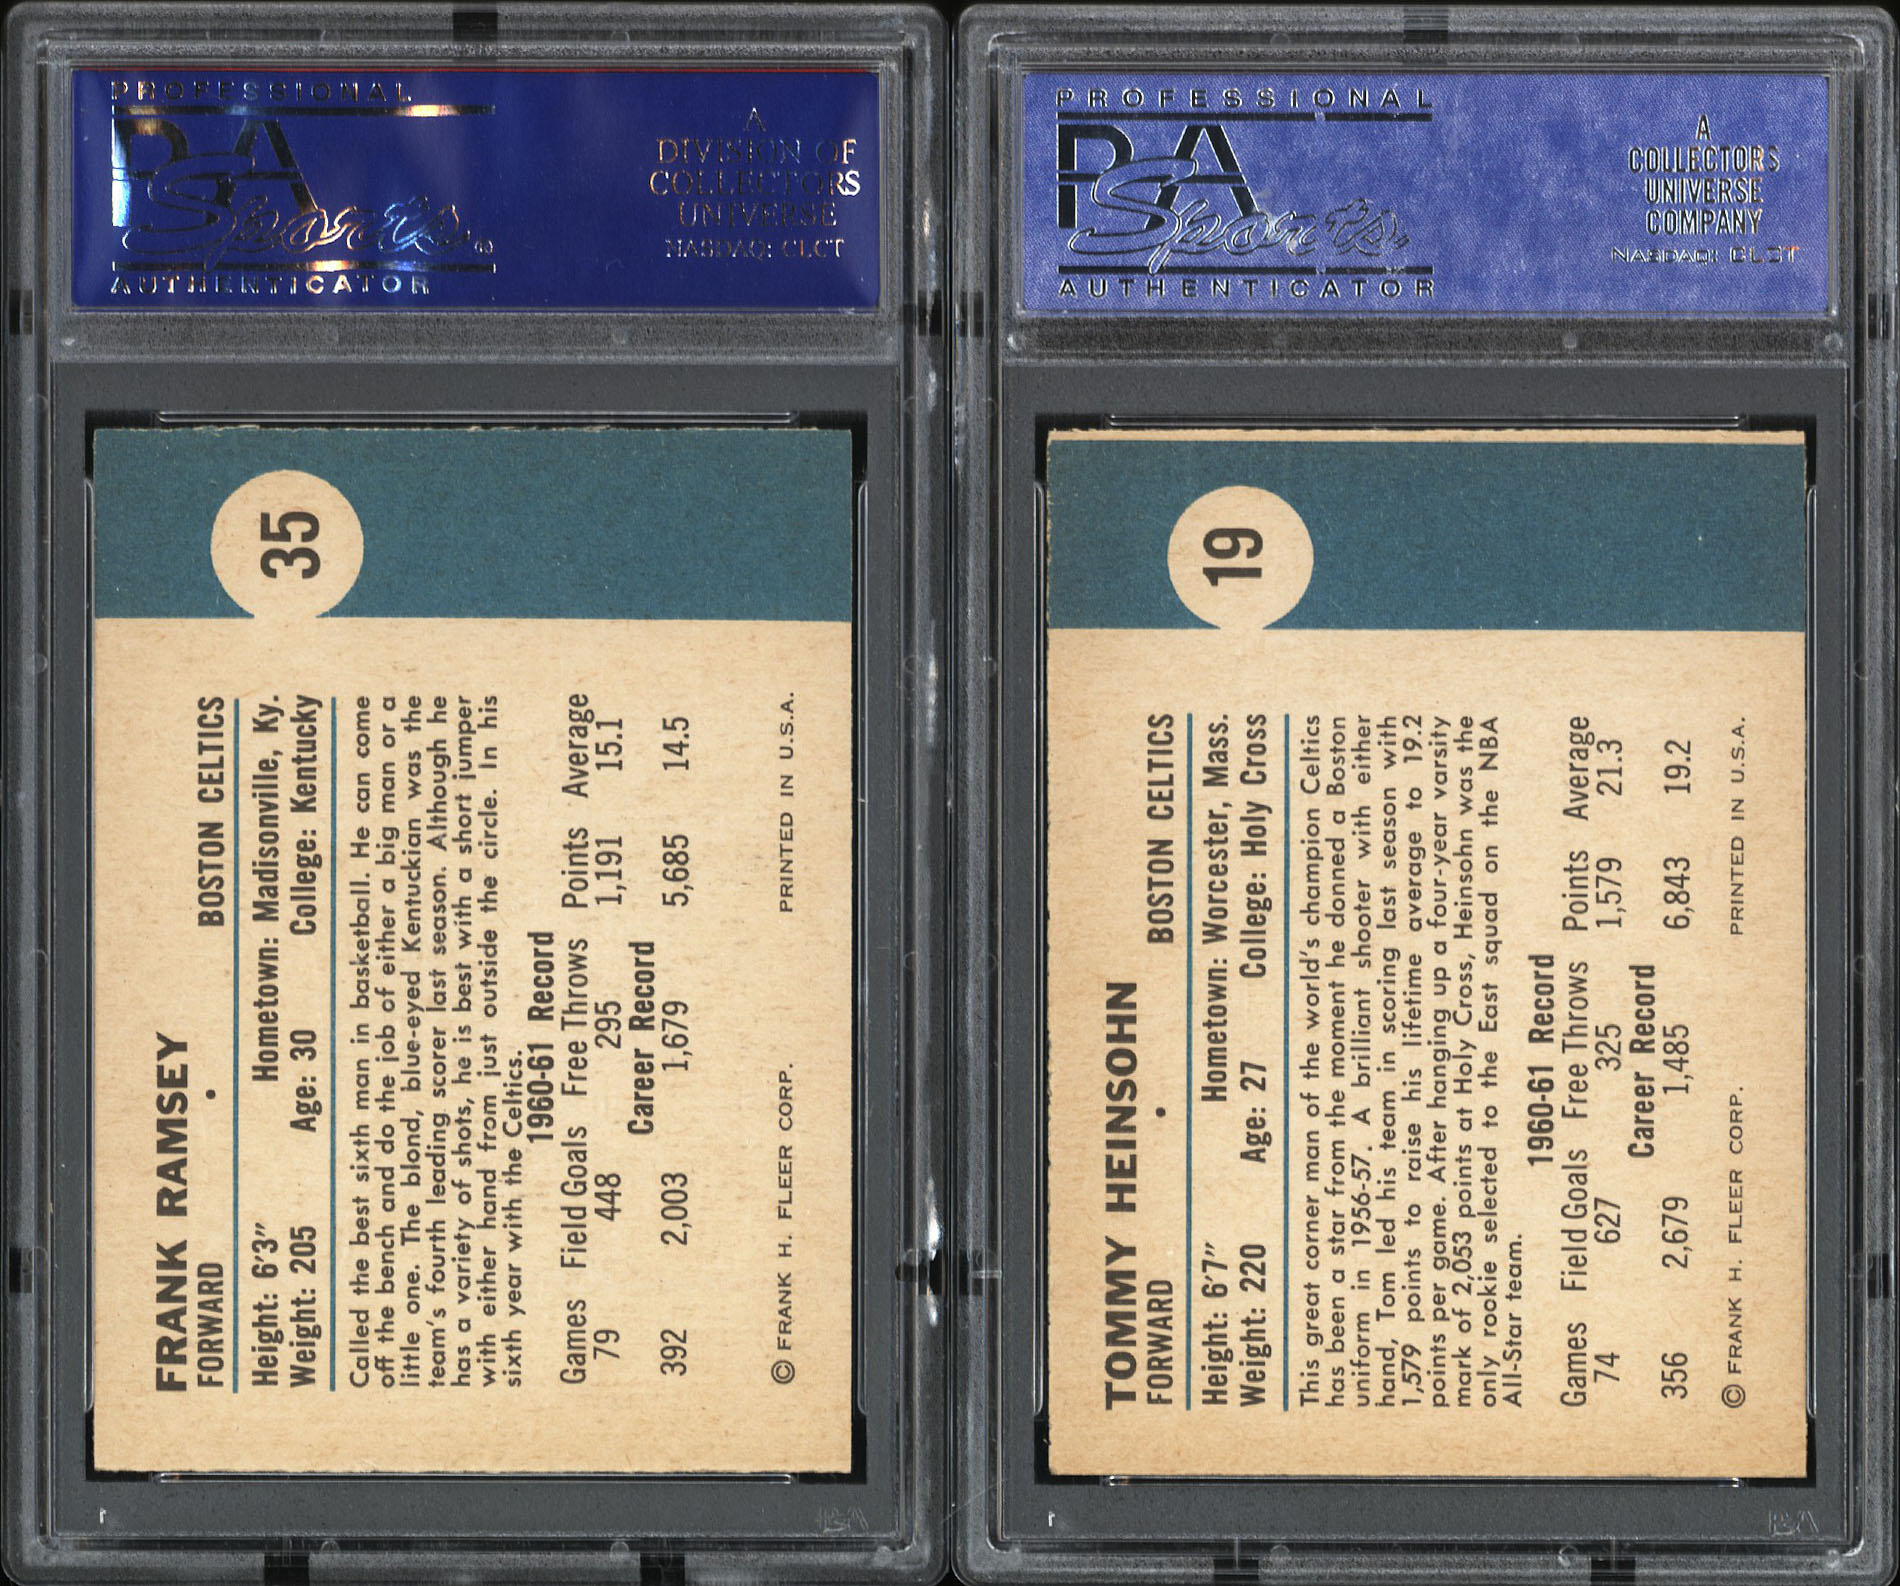 PROFESSIONAL
PSA
Sports
AUTHENTICATOR
A
DIVISION OF
COLLECTORS
UNIVERSE
NASDAQ: CLCT
35
FRANK RAMSEY
FORWARD • BOSTON CELTICS
Height: 6'3" Hometown: Madisonville, Ky.
Weight: 205 Age: 30 College: Kentucky
Called the best sixth man in basketball. He can come
off the bench and do the job of either a big man or a
little one. The blond, blue-eyed Kentuckian was the
team's fourth leading scorer last season. Although he
has a variety of shots, he is best with a short jumper
with either hand from just outside the circle. In his
sixth year with the Celtics.
1960-61 Record
Games Field Goals Free Throws Points Average
79 448 295 1,191 15.1
Career Record
392 2,003 1,679 5,685 14.5
© FRANK H. FLEER CORP. PRINTED IN U.S.A.
PROFESSIONAL
PSA
Sports
AUTHENTICATOR
A
COLLECTORS
UNIVERSE
COMPANY
NASDAQ: CLCT
19
TOMMY HEINSOHN
FORWARD • BOSTON CELTICS
Height: 6'7" Hometown: Worcester, Mass.
Weight: 220 Age: 27 College: Holy Cross
This great corner man of the world's champion Celtics
has been a star from the moment he donned a Boston
uniform in 1956-57. A brilliant shooter with either
hand, Tom led his team in scoring last season with
1,579 points to raise his lifetime average to 19.2
points per game. After hanging up a four-year varsity
mark of 2,053 points at Holy Cross, Heinsohn was the
only rookie selected to the East squad on the NBA
All-Star team.
1960-61 Record
Games Field Goals Free Throws Points Average
74 627 325 1,579 21.3
Career Record
356 2,679 1,485 6,843 19.2
© FRANK H. FLEER CORP. PRINTED IN U.S.A.